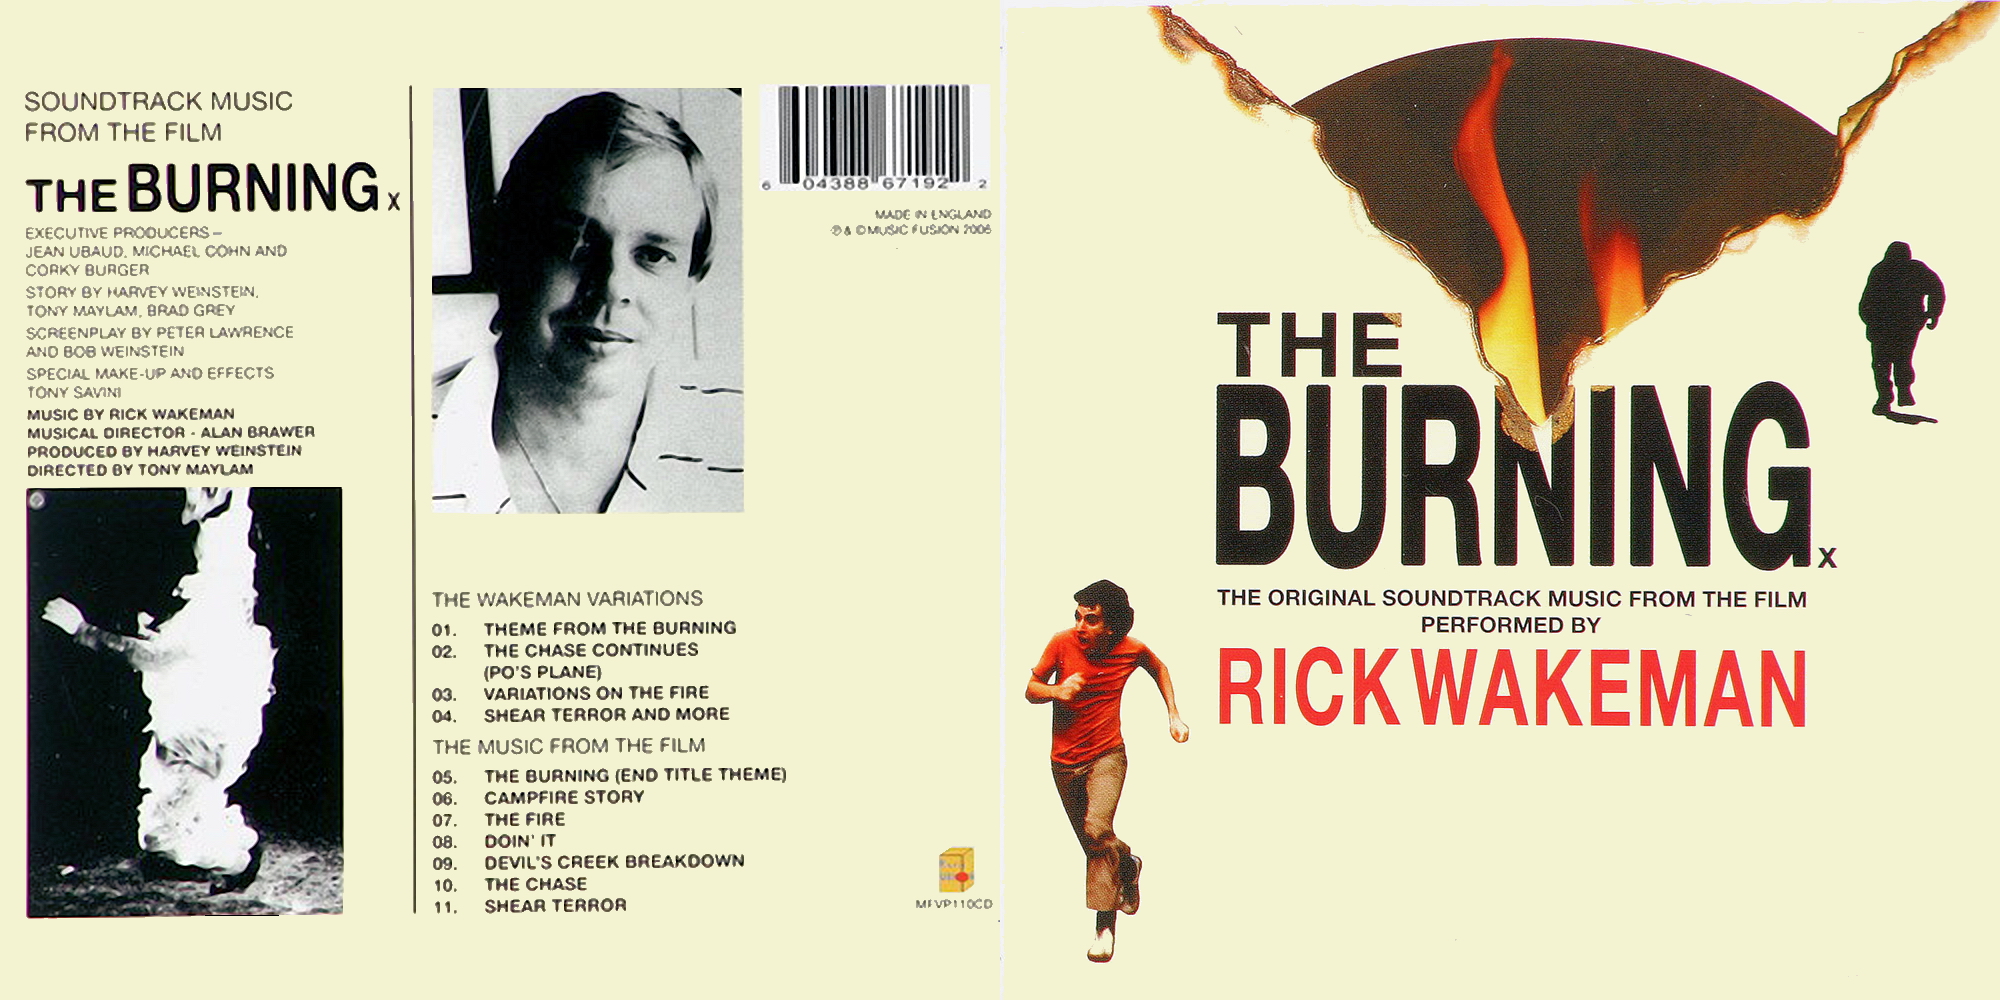 SOUNDTRACK MUSIC
FROM THE FILM
THE BURNING x
EXECUTIVE PRODUCERS –
JEAN UBAUD, MICHAEL COHN AND
CORKY BURGER
STORY BY HARVEY WEINSTEIN,
TONY MAYLAM, BRAD GREY
SCREENPLAY BY PETER LAWRENCE
AND BOB WEINSTEIN
SPECIAL MAKE-UP AND EFFECTS
TONY SAVINI
MUSIC BY RICK WAKEMAN
MUSICAL DIRECTOR - ALAN BRAWER
PRODUCED BY HARVEY WEINSTEIN
DIRECTED BY TONY MAYLAM
6 04388 67192 2
MADE IN ENGLAND
℗ & © MUSIC FUSION 2005
THE WAKEMAN VARIATIONS
01. THEME FROM THE BURNING
02. THE CHASE CONTINUES
(PO'S PLANE)
03. VARIATIONS ON THE FIRE
04. SHEAR TERROR AND MORE
THE MUSIC FROM THE FILM
05. THE BURNING (END TITLE THEME)
06. CAMPFIRE STORY
07. THE FIRE
08. DOIN' IT
09. DEVIL'S CREEK BREAKDOWN
10. THE CHASE
11. SHEAR TERROR
MFVP110CD
THE
BURNING x
THE ORIGINAL SOUNDTRACK MUSIC FROM THE FILM
PERFORMED BY
RICK WAKEMAN